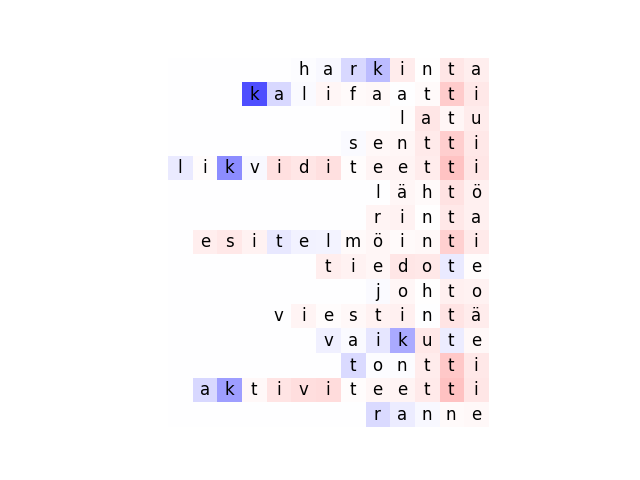 harkinta
kalifaatti
latu
sentti
likviditeetti
lähtö
rinta
esitelmöinti
tiedote
johto
viestintä
vaikute
tontti
aktiviteetti
ranne